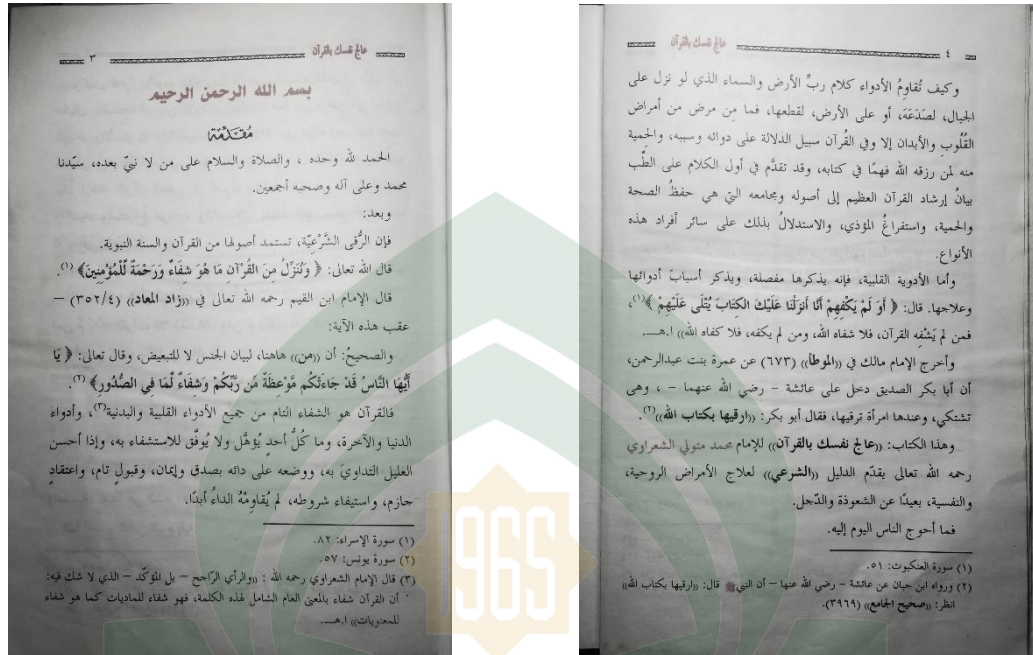 عالج نفسك بالقرآن
٣
بسم الله الرحمن الرحيم
مُقَدِّمَة
الحمد لله وحده ، والصلاة والسلام على من لا نبيّ بعده، سيّدنا
محمد وعلى آله وصحبه أجمعين.
وبعد:
فإن الرُّقى الشَّرْعيّة، تستمد أصولها من القرآن والسنة النبوية.
قال الله تعالى: ﴿ وَنُنَزِّلُ مِنَ القُرْآن مَا هُوَ شِفَاءٌ وَرَحْمَةٌ لِّلْمُؤْمِنِينَ﴾ (١).
قال الإمام ابن القيم رحمه الله تعالى في ((زاد المعاد)) (٣٥٢/٤) –
عقب هذه الآية:
والصحيحُ: أن ((من)) هاهنا، لبيان الجنس لا للتبعيض، وقال تعالى: ﴿ يَا
أَيُّهَا النَّاسُ قَدْ جَاءَتْكُم مَّوْعِظَةٌ مِّن رَّبِّكُمْ وَشِفَاءٌ لِّمَا فِي الصُّدُورِ﴾ (٢).
فالقرآن هو الشفاء التام من جميع الأدواء القلبية والبدنية(٣)، وأدواء
الدنيا والآخرة، وما كُلُّ أحدٍ يُؤهَّل ولا يُوفَّق للاستشفاء به، وإذا أحسن
العليل التداويَ به، ووضعه على دائه بصدق وإيمان، وقبولٍ تام، واعتقادٍ
جازم، واستيفاء شروطه، لم يُقاومْهُ الداءُ أبدًا.
(١) سورة الإسراء: ٨٢.
(٢) سورة يونس: ٥٧.
(٣) قال الإمام الشعراوي رحمه الله : ((والرأي الرّاجح – بل المؤكّد – الذي لا شك فيه:
أن القرآن شفاء بالمعنى العام الشامل لهذه الكلمة، فهو شفاء للماديات كما هو شفاء
للمعنويات)) ا.هـ.
عالج نفسك بالقرآن
٤
وكيف تُقاوِمُ الأدواء كلام ربِّ الأرض والسماء الذي لو نزل على
الجبال، لصَدَعَهَ، أو على الأرض، لقطعها، فما مِن مرض من أمراض
القُلُوب والأبدان إلا وفي القُرآن سبيل الدلالة على دوائه وسببه، والحِمية
منه لمن رزقه الله فهمًا في كتابه، وقد تقدَّم في أول الكلام على الطِّب
بيانُ إرشاد القرآن العظيم إلى أصوله ومجامعه التي هي حفظُ الصحة
والحمية، واستفراغُ المؤذي، والاستدلالُ بذلك على سائر أفراد هذه
الأنواع.
وأما الأدوية القلبية، فإنه يذكرها مفصلة، ويذكر أسبابَ أدوائها
وعلاجها. قال: ﴿ أَوَ لَمْ يَكْفِهِمْ أَنَّا أَنزَلْنَا عَلَيْكَ الكِتَابَ يُتْلَى عَلَيْهِمْ ﴾(١)،
فمن لم يَشْفِه القرآن، فلا شفاه الله، ومن لم يكفه، فلا كفاه الله)) ا.هـ.
وأخرج الإمام مالك في ((الموطأ)) (٦٧٣) عن عمرة بنت عبدالرحمن،
أن أبا بكر الصديق دخل على عائشة – رضي الله عنهما – ، وهى
تشتكي، وعندها امرأة ترقيها، فقال أبو بكر: ((ارقيها بكتاب الله))(٢).
وهذا الكتاب: ((عالج نفسك بالقرآن)) للإمام محمد متولي الشعراوي
رحمه الله تعالى يقدّم الدليل ((الشرعي)) لعلاج الأمراض الروحية،
والنفسية، بعيدًا عن الشعوذة والدّجل.
فما أحوج الناس اليوم إليه.
(١) سورة العنكبوت: ٥١.
(٢) ورواه ابن حبان عن عائشة – رضي الله عنها – أن النبي ﷺ قال: ((ارقيها بكتاب الله))
انظر: ((صحيح الجامع)) (٣٩٦٩).
1965